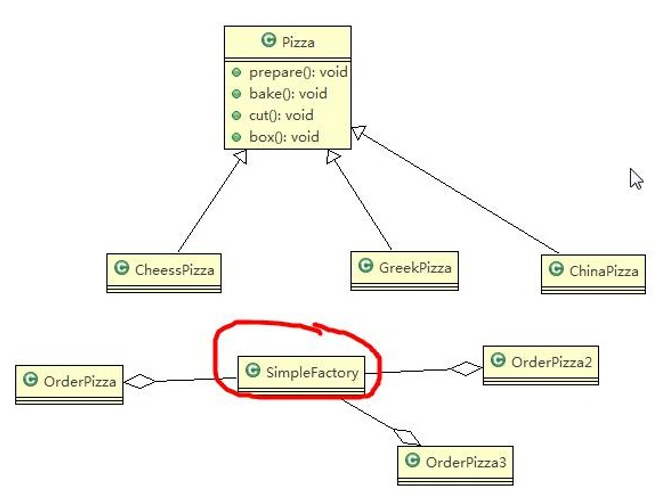 Pizza
prepare(): void
bake(): void
cut(): void
box(): void
CheessPizza
GreekPizza
ChinaPizza
OrderPizza
SimpleFactory
OrderPizza2
OrderPizza3